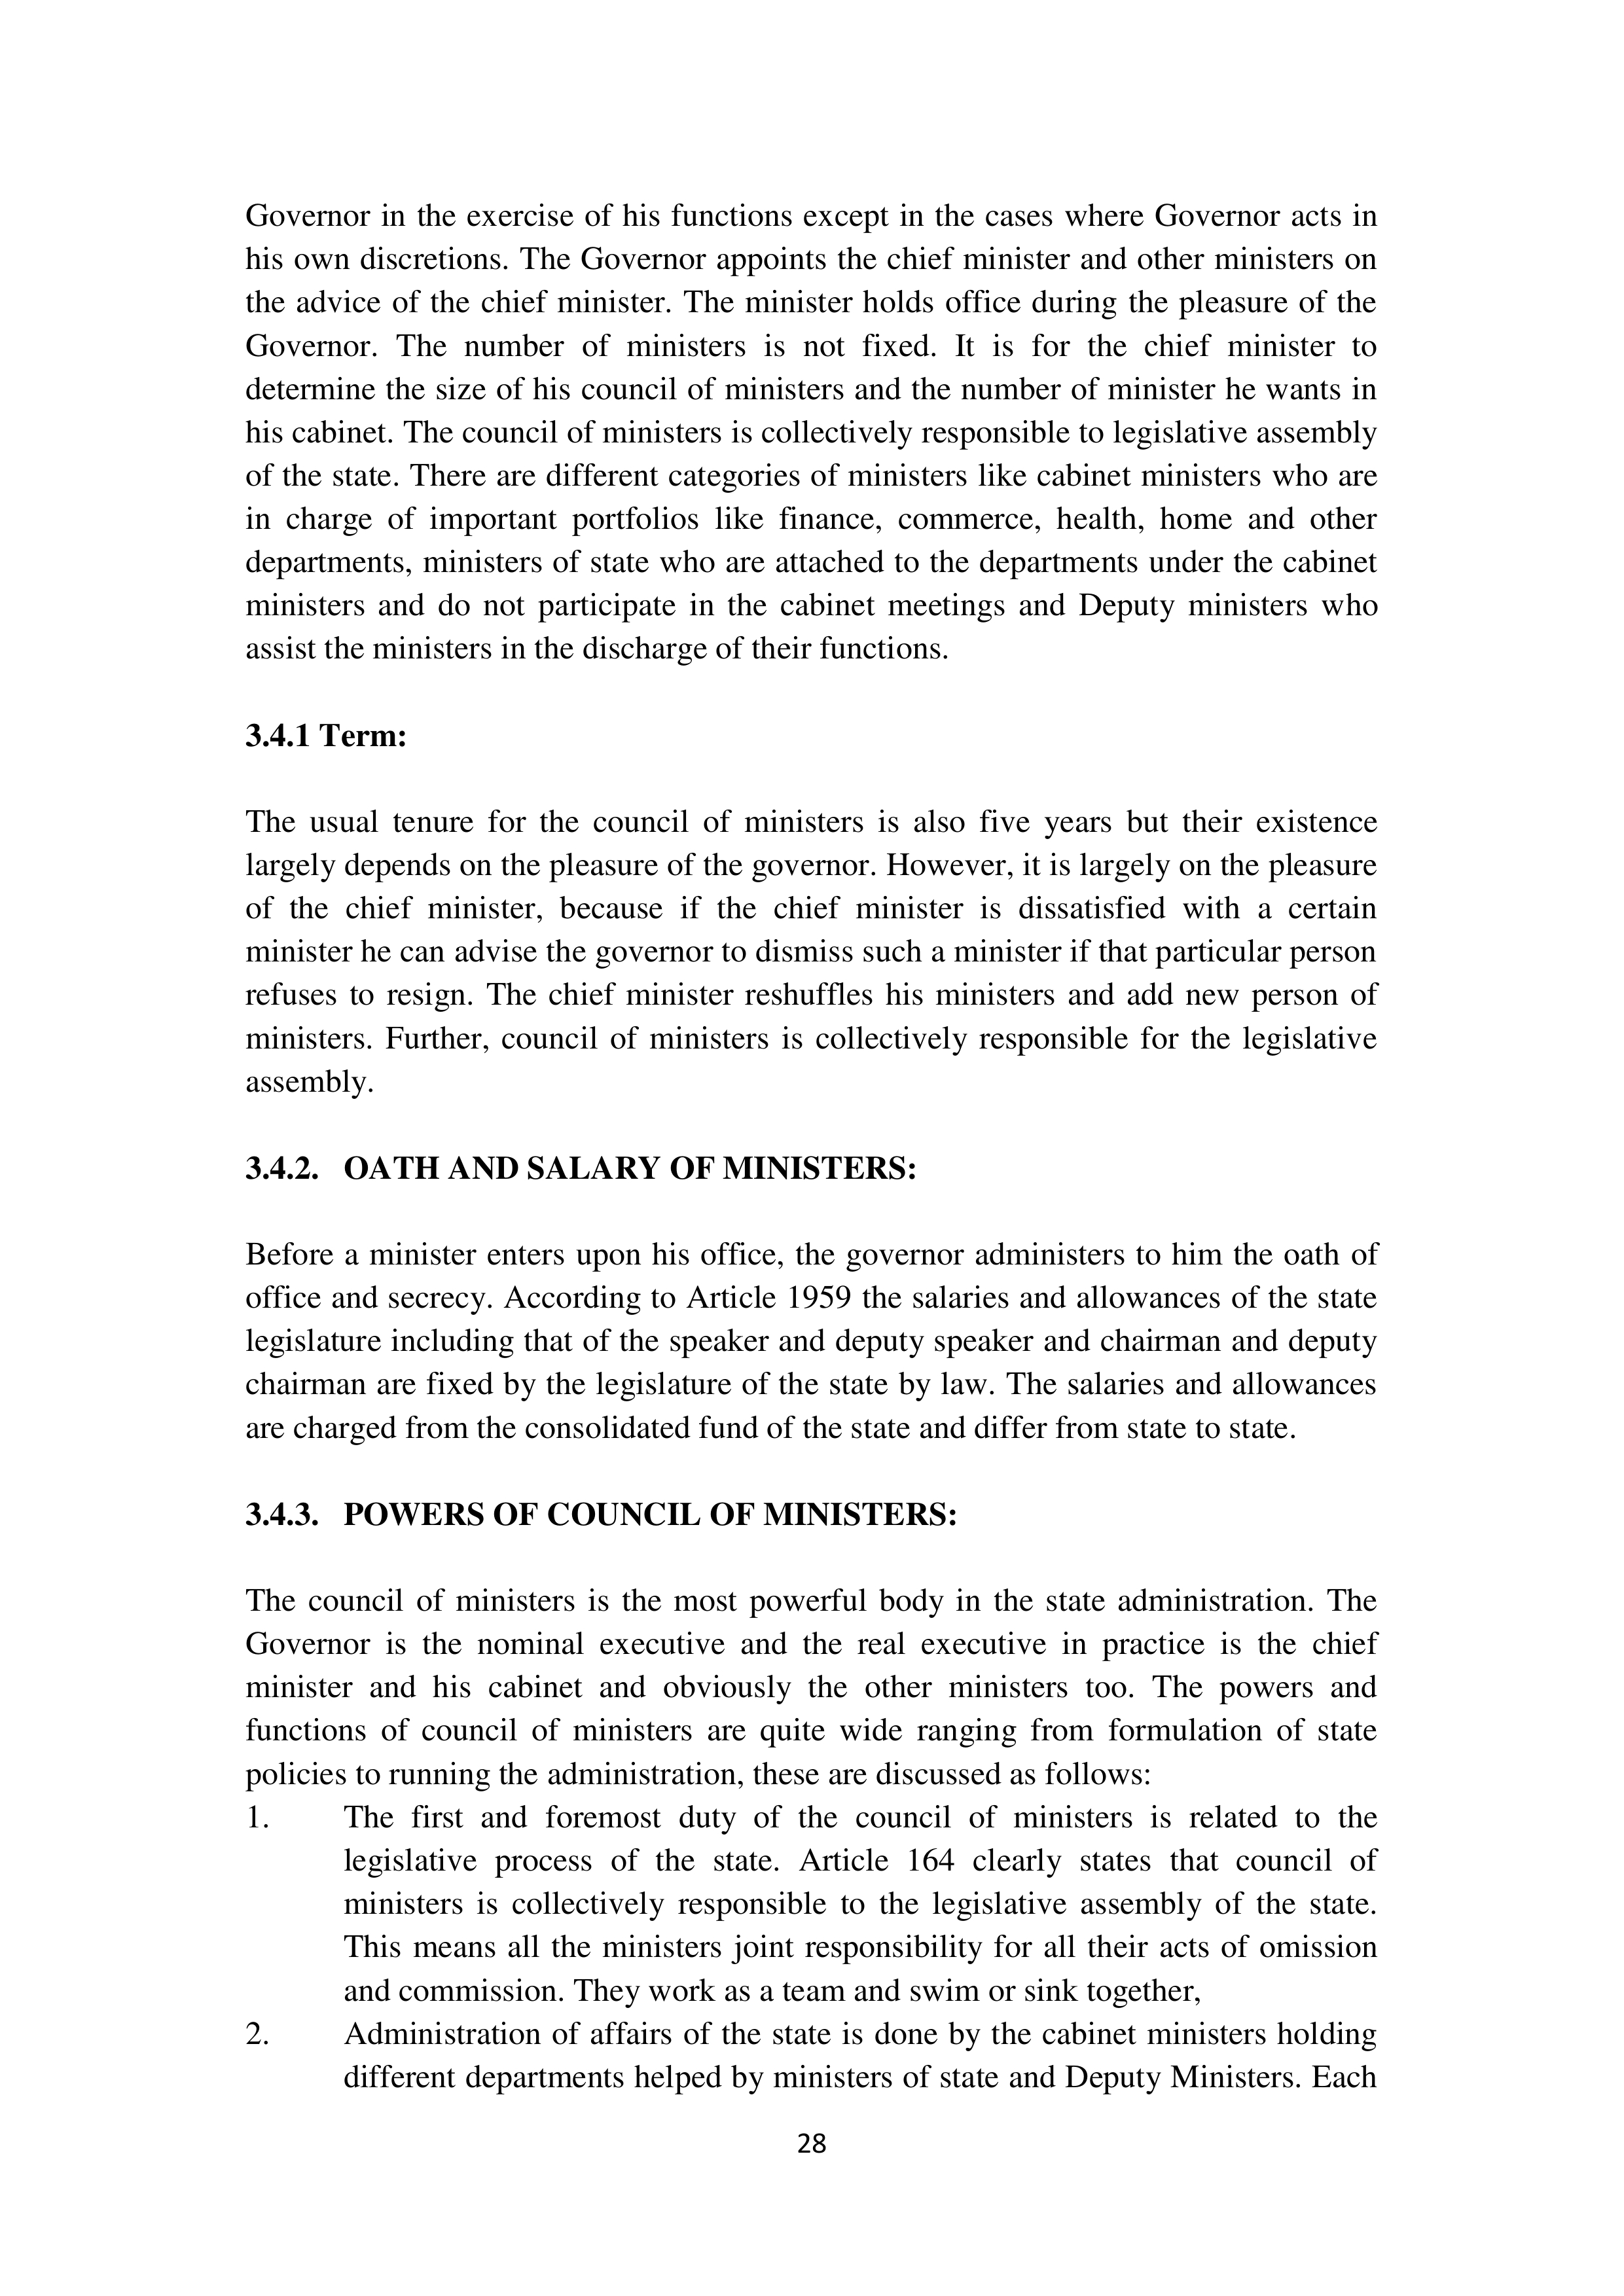 Governor in the exercise of his functions except in the cases where Governor acts in
his own discretions. The Governor appoints the chief minister and other ministers on
the advice of the chief minister. The minister holds office during the pleasure of the
Governor. The number of ministers is not fixed. It is for the chief minister to
determine the size of his council of ministers and the number of minister he wants in
his cabinet. The council of ministers is collectively responsible to legislative assembly
of the state. There are different categories of ministers like cabinet ministers who are
in charge of important portfolios like finance, commerce, health, home and other
departments, ministers of state who are attached to the departments under the cabinet
ministers and do not participate in the cabinet meetings and Deputy ministers who
assist the ministers in the discharge of their functions.
3.4.1 Term:
The usual tenure for the council of ministers is also five years but their existence
largely depends on the pleasure of the governor. However, it is largely on the pleasure
of the chief minister, because if the chief minister is dissatisfied with a certain
minister he can advise the governor to dismiss such a minister if that particular person
refuses to resign. The chief minister reshuffles his ministers and add new person of
ministers. Further, council of ministers is collectively responsible for the legislative
assembly.
3.4.2. OATH AND SALARY OF MINISTERS:
Before a minister enters upon his office, the governor administers to him the oath of
office and secrecy. According to Article 1959 the salaries and allowances of the state
legislature including that of the speaker and deputy speaker and chairman and deputy
chairman are fixed by the legislature of the state by law. The salaries and allowances
are charged from the consolidated fund of the state and differ from state to state.
3.4.3. POWERS OF COUNCIL OF MINISTERS:
The council of ministers is the most powerful body in the state administration. The
Governor is the nominal executive and the real executive in practice is the chief
minister and his cabinet and obviously the other ministers too. The powers and
functions of council of ministers are quite wide ranging from formulation of state
policies to running the administration, these are discussed as follows:
1. The first and foremost duty of the council of ministers is related to the
legislative process of the state. Article 164 clearly states that council of
ministers is collectively responsible to the legislative assembly of the state.
This means all the ministers joint responsibility for all their acts of omission
and commission. They work as a team and swim or sink together,
2. Administration of affairs of the state is done by the cabinet ministers holding
different departments helped by ministers of state and Deputy Ministers. Each
28